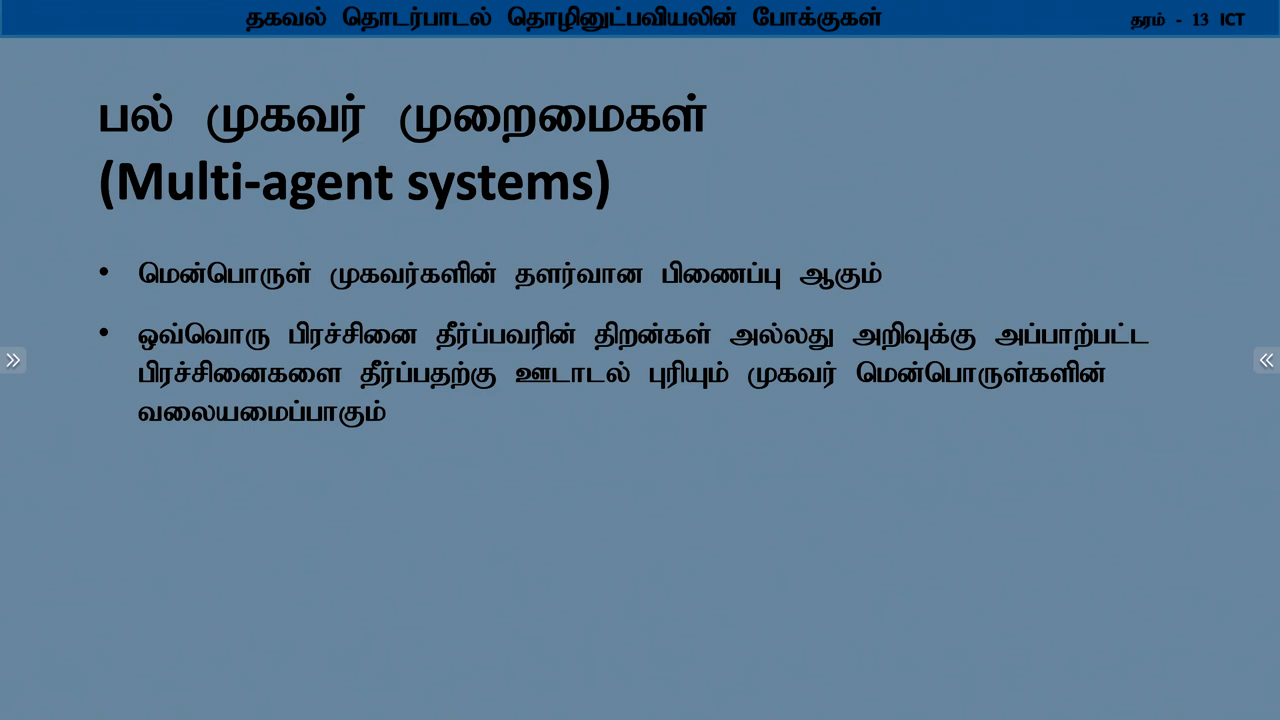 தகவல் தொடர்பாடல் தொழினுட்பவியலின் போக்குகள்
தரம் - 13 ICT
பல் முகவர் முறைமைகள்
(Multi-agent systems)
• மென்பொருள் முகவர்களின் தளர்வான பிணைப்பு ஆகும்
• ஒவ்வொரு பிரச்சினை தீர்ப்பவரின் திறன்கள் அல்லது அறிவுக்கு அப்பாற்பட்ட
பிரச்சினைகளை தீர்ப்பதற்கு ஊடாடல் புரியும் முகவர் மென்பொருள்களின்
வலையமைப்பாகும்